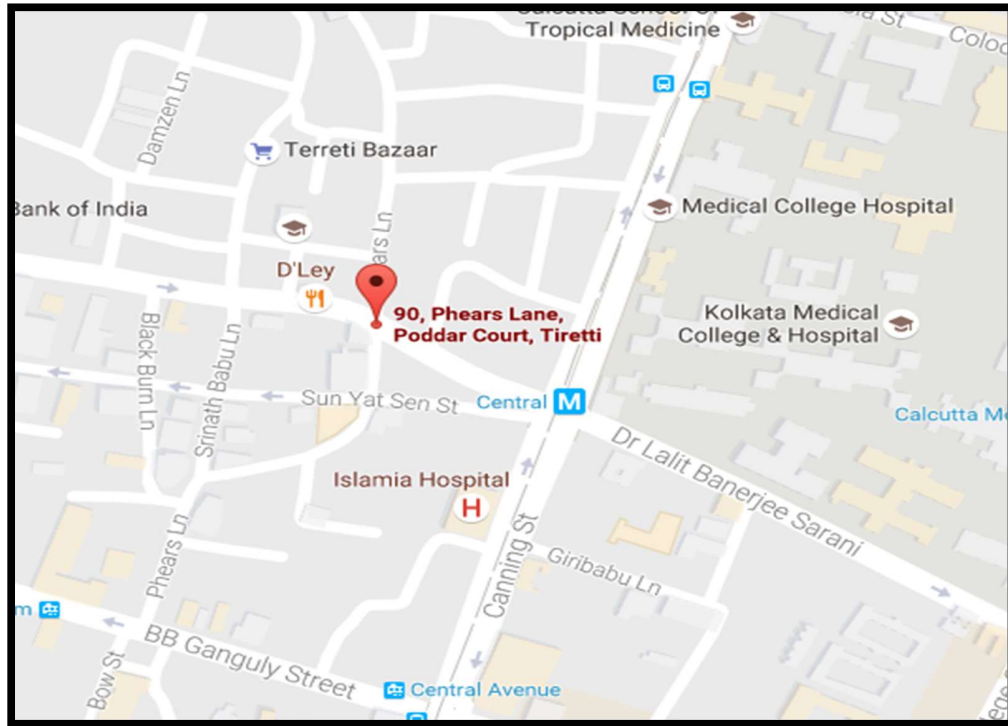 Tropical Medicine
Damzen Ln
Terreti Bazaar
Bank of India
Medical College Hospital
D'Ley
90, Phears Lane,
Poddar Court, Tiretti
Kolkata Medical
College & Hospital
Black Burn Ln
Srinath Babu Ln
Sun Yat Sen St
Central
M
Calcutta
Dr Lalit Banerjee Sarani
Islamia Hospital
H
Phears Ln
Canning St
Giribabu Ln
BB Ganguly Street
Bow St
Central Avenue